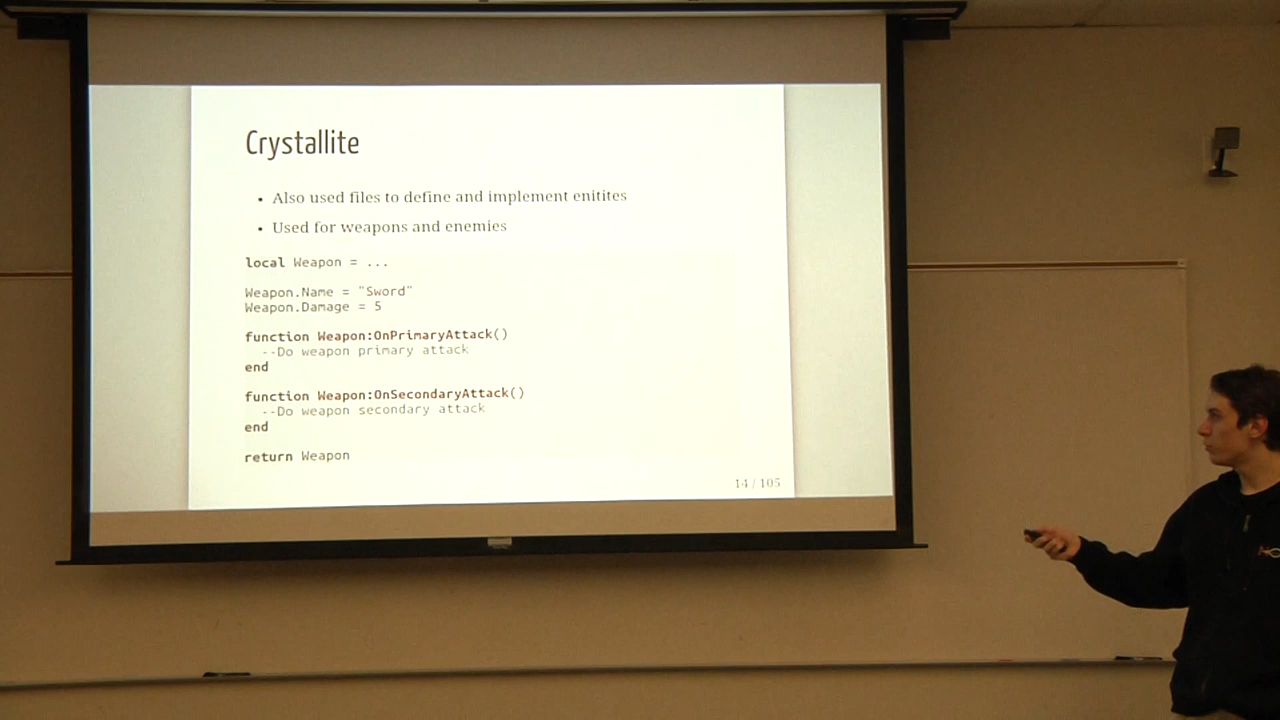 Crystallite
• Also used files to define and implement enitites
• Used for weapons and enemies
local Weapon = ...
Weapon.Name = "Sword"
Weapon.Damage = 5
function Weapon:OnPrimaryAttack()
--Do weapon primary attack
end
function Weapon:OnSecondaryAttack()
--Do weapon secondary attack
end
return Weapon
14 / 105